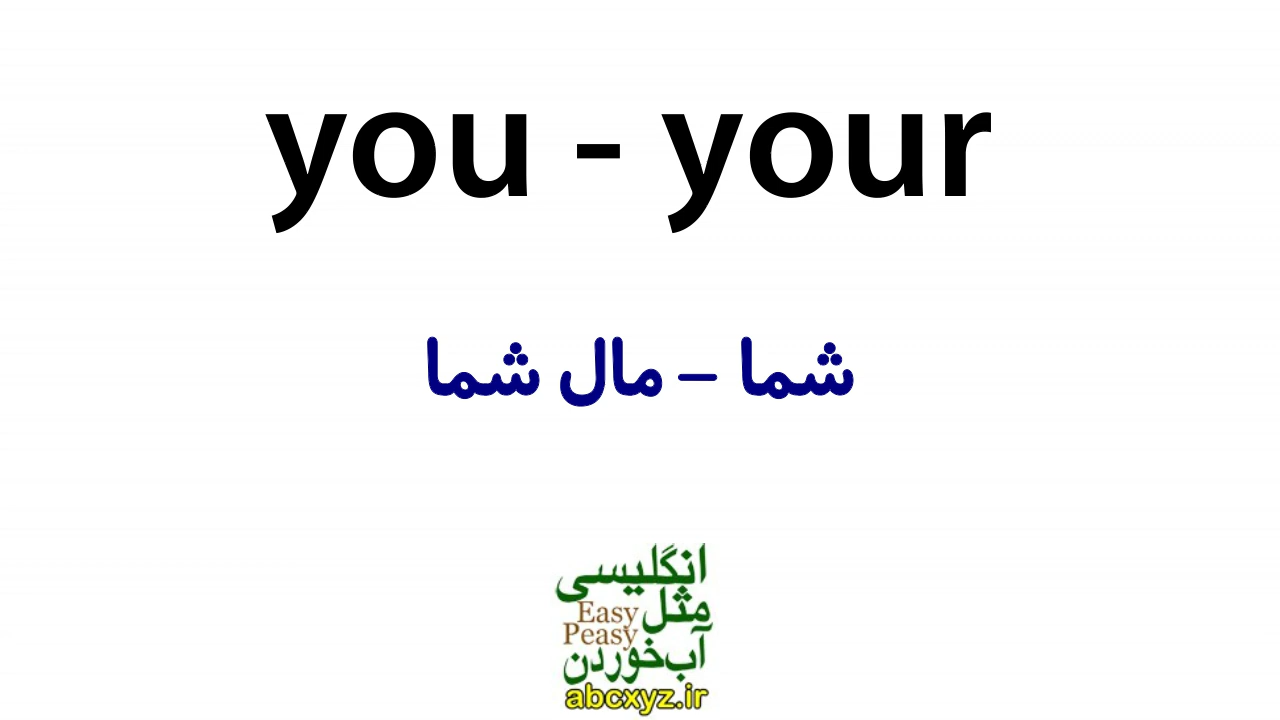 you - your
شما – مال شما
انگلیسی
مثل
Easy
Peasy
آب‌خوردن
abcxyz.ir